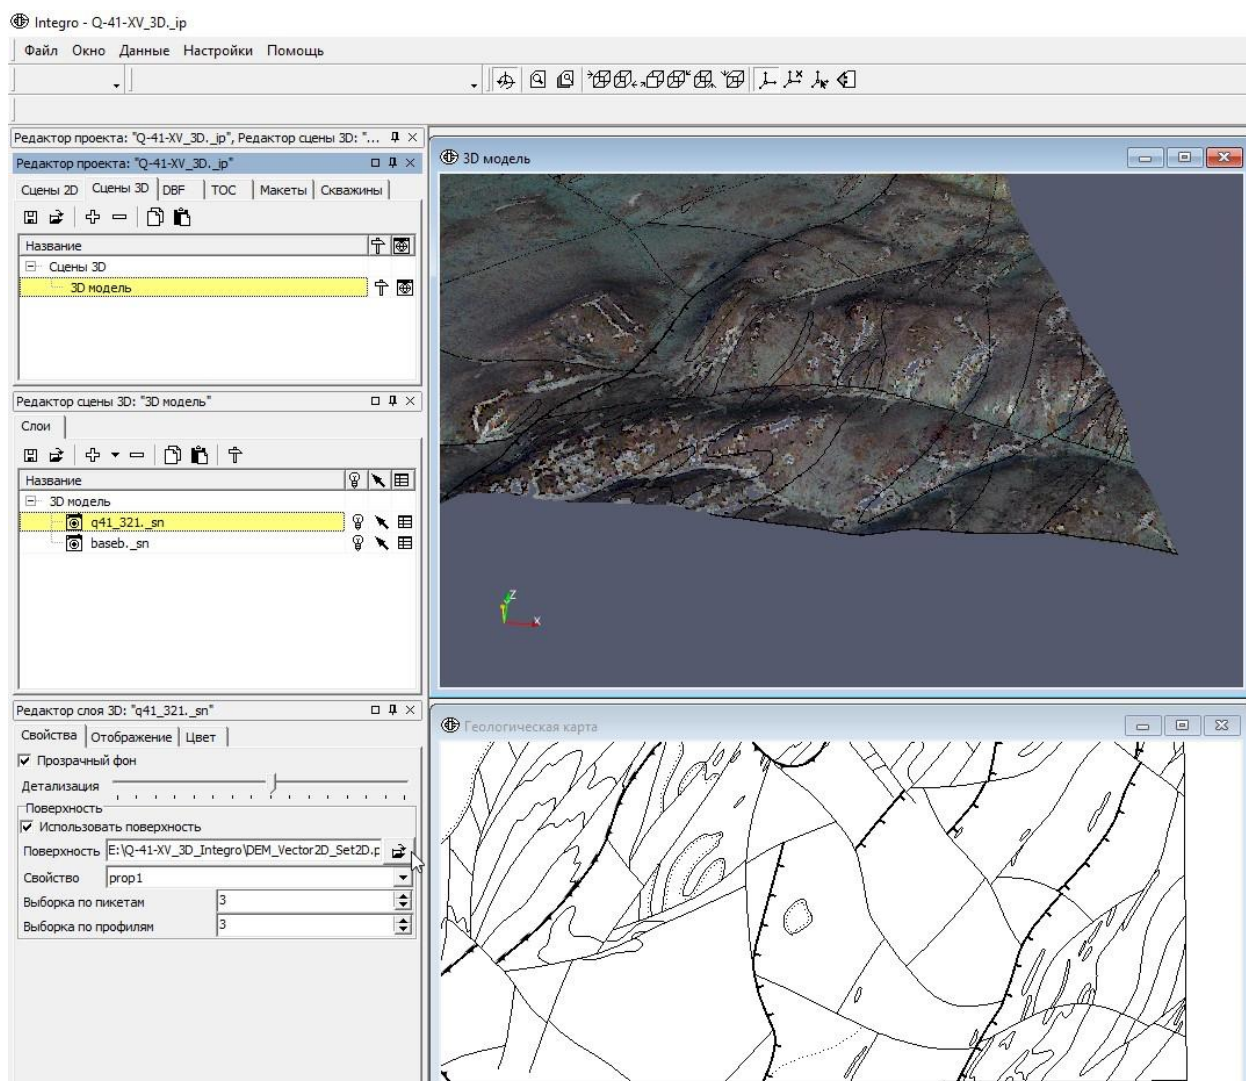 Integro - Q-41-XV_3D._ip
Файл Окно Данные Настройки Помощь
Редактор проекта: "Q-41-XV_3D._ip", Редактор сцены 3D: "...
Редактор проекта: "Q-41-XV_3D._ip"
Сцены 2D Сцены 3D DBF TOC Макеты Скважины
Название
Сцены 3D
3D модель
Редактор сцены 3D: "3D модель"
Слои
Название
3D модель
q41_321._sn
baseb._sn
Редактор слоя 3D: "q41_321._sn"
Свойства Отображение Цвет
Прозрачный фон
Детализация
Поверхность
Использовать поверхность
Поверхность E:\Q-41-XV_3D_Integro\DEM_Vector2D_Set2D.p
Свойство prop1
Выборка по пикетам 3
Выборка по профилям 3
3D модель
Z
X
Геологическая карта